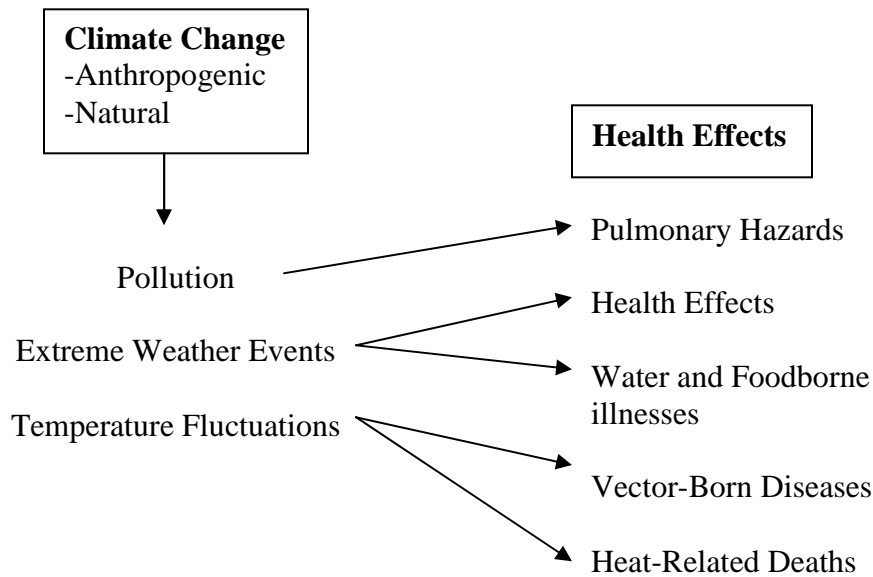 Climate Change
-Anthropogenic
-Natural
Health Effects
Pollution
Extreme Weather Events
Temperature Fluctuations
Pulmonary Hazards
Health Effects
Water and Foodborne
illnesses
Vector-Born Diseases
Heat-Related Deaths